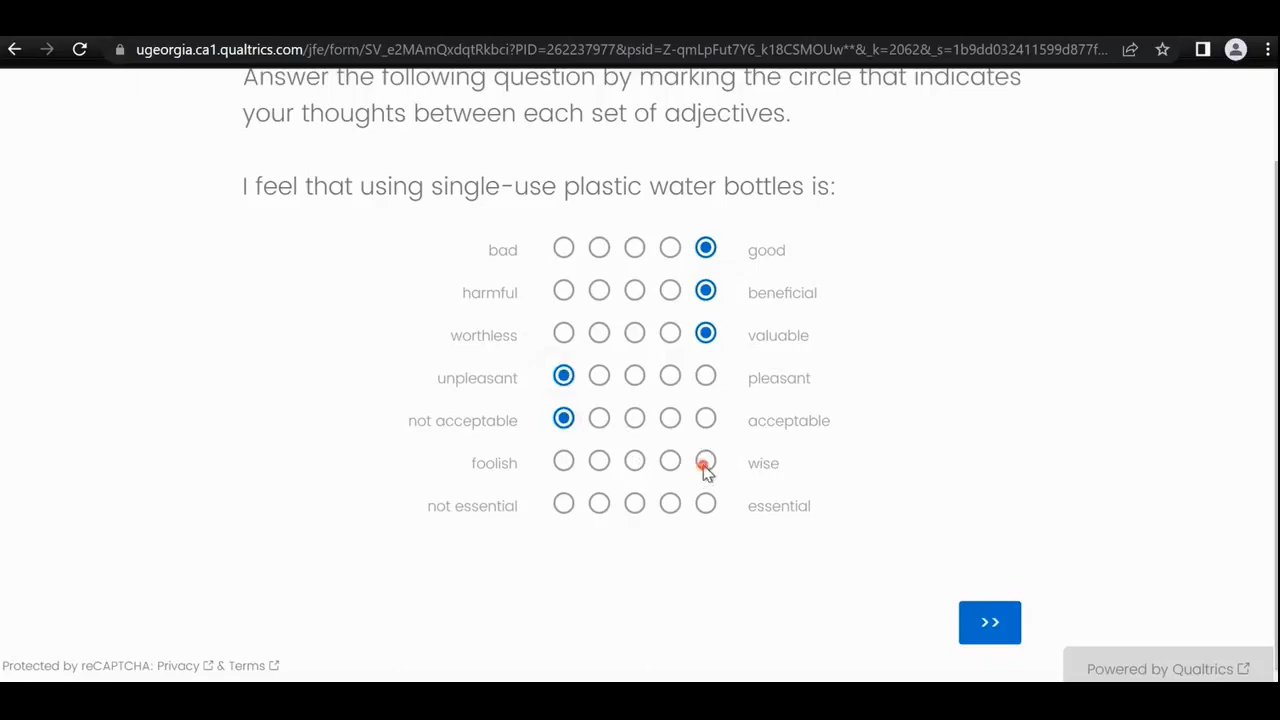 ugeorgia.ca1.qualtrics.com/jfe/form/SV_e2MAmQxdqtRkbci?PID=262237977&psid=Z-qmLpFut7Y6_k18CSMOUw**&_k=2062&_s=1b9dd032411599d877f...
Answer the following question by marking the circle that indicates
your thoughts between each set of adjectives.
I feel that using single-use plastic water bottles is:
bad good
harmful beneficial
worthless valuable
unpleasant pleasant
not acceptable acceptable
foolish wise
not essential essential
>>
Protected by reCAPTCHA: Privacy & Terms
Powered by Qualtrics